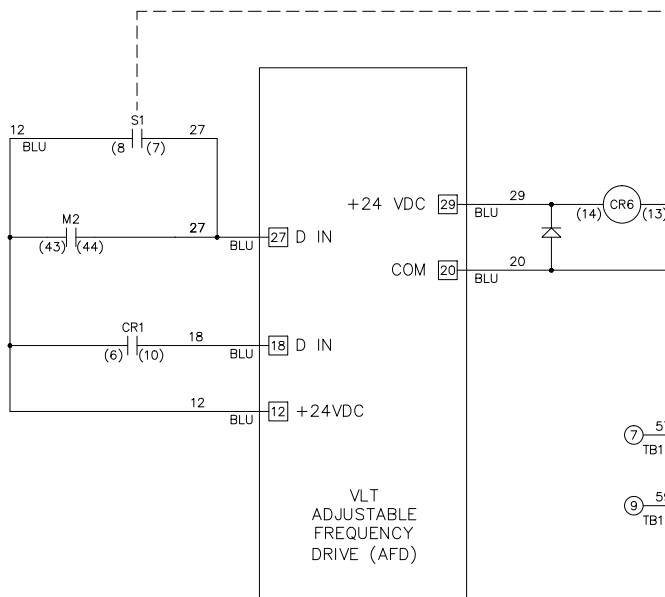 S1
12
27
BLU
(8
(7)
M2
27
(43)
(44)
BLU
27
D IN
CR1
18
(6)
(10)
BLU
18
D IN
12
BLU
12
+24VDC
+24 VDC
29
29
BLU
(14)
CR6
(13)
COM
20
20
BLU
7
TB1
9
TB1
VLT
ADJUSTABLE
FREQUENCY
DRIVE (AFD)